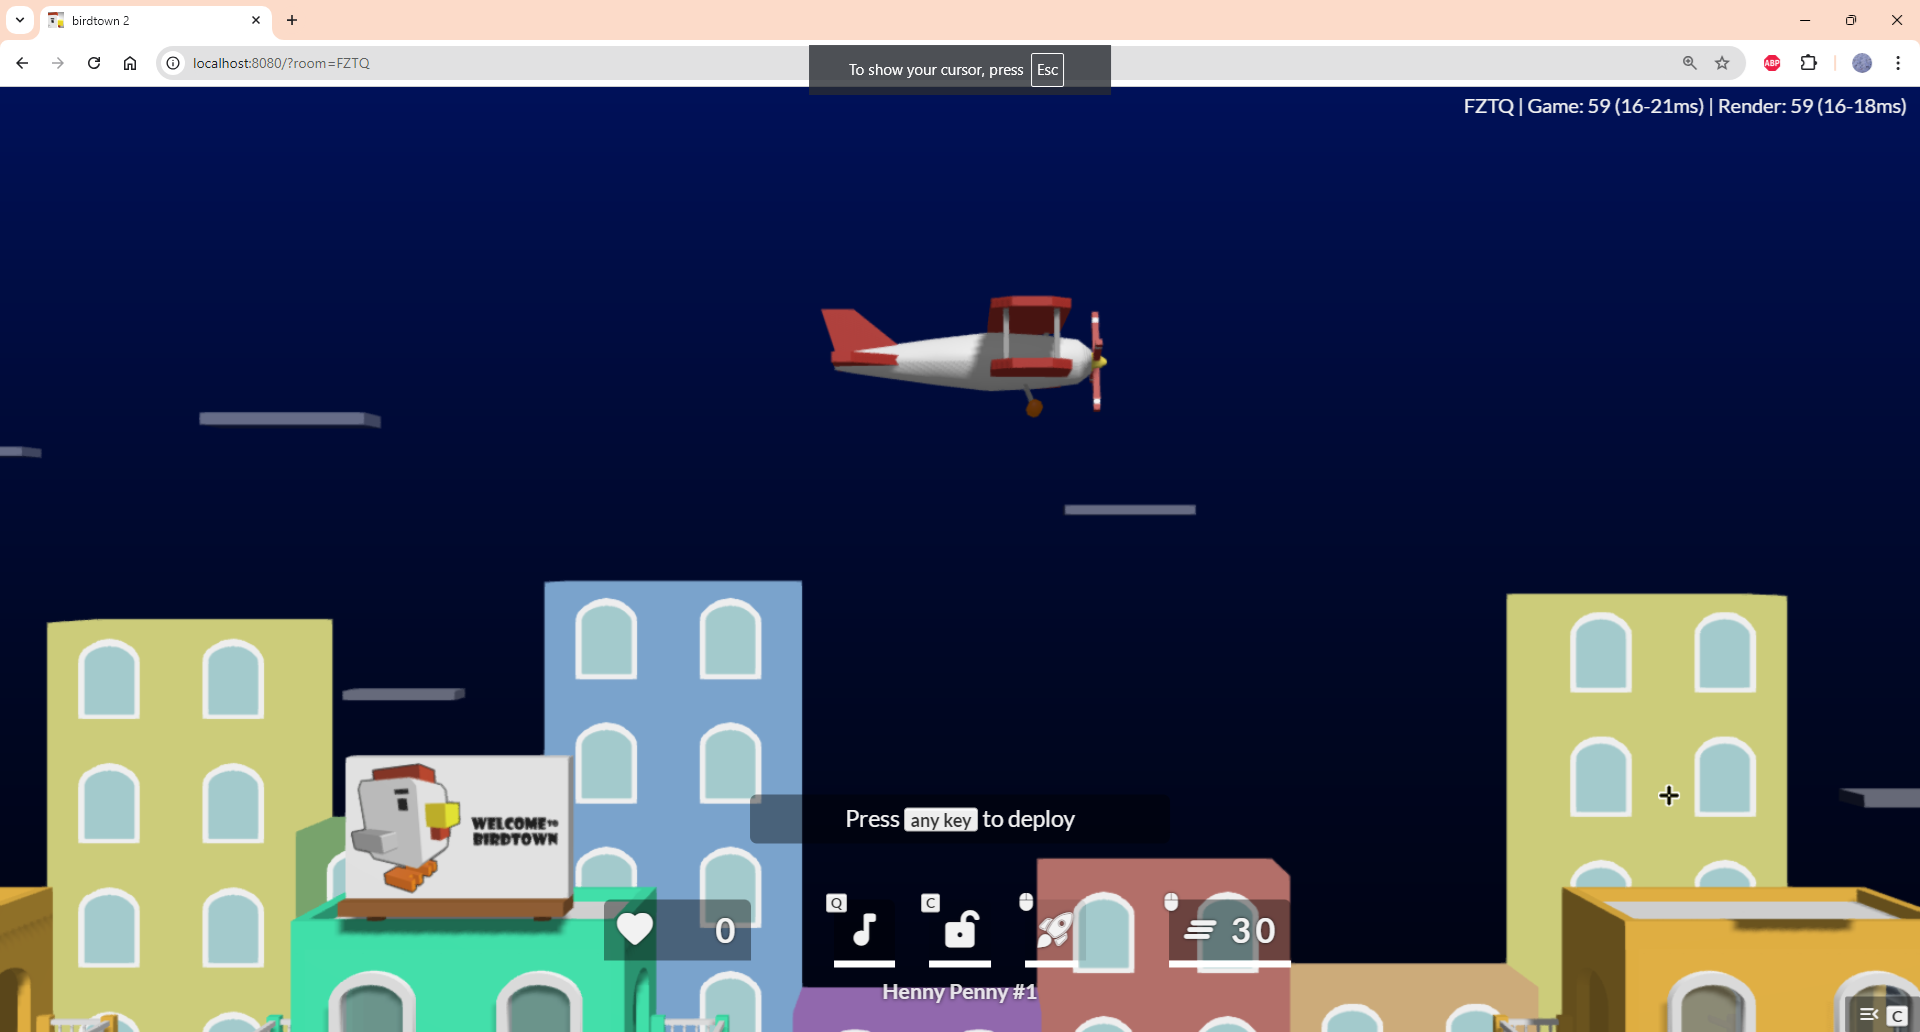 birdtown 2
localhost:8080/?room=FZTQ
To show your cursor, press Esc
ABP
FZTQ | Game: 59 (16-21ms) | Render: 59 (16-18ms)
WELCOME TO
BIRDTOWN
Press any key to deploy
Q
C
0
30
Henny Penny #1
C